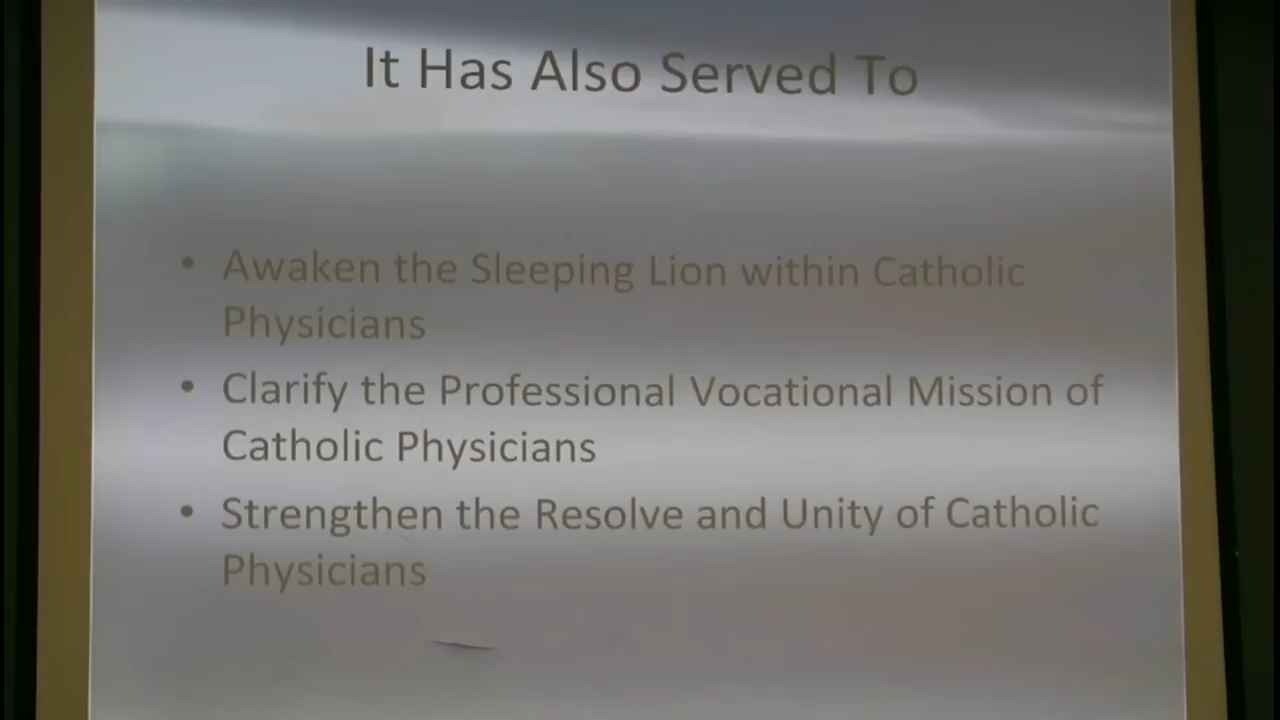 It Has Also Served To
• Awaken the Sleeping Lion within Catholic
Physicians
• Clarify the Professional Vocational Mission of
Catholic Physicians
• Strengthen the Resolve and Unity of Catholic
Physicians